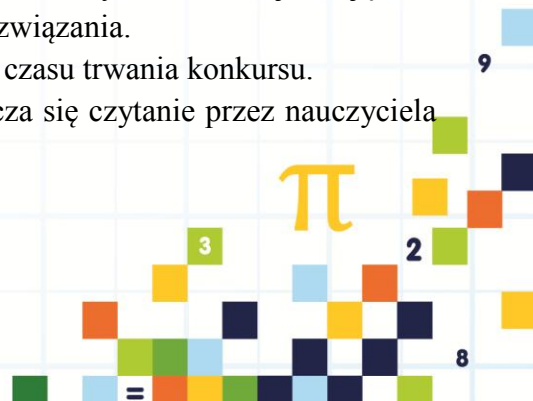 związania.
czasu trwania konkursu.
cza się czytanie przez nauczyciela
9
π
3
2
8
=